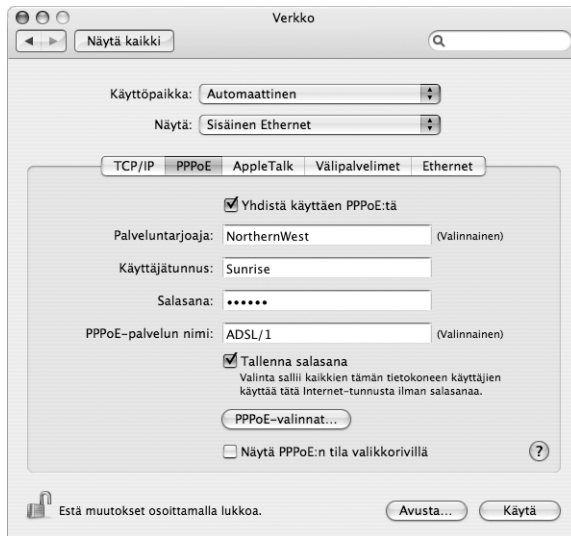 Verkko
Näytä kaikki
Käyttöpaikka: Automaattinen
Näytä: Sisäinen Ethernet
TCP/IP PPPoE AppleTalk Välipalvelimet Ethernet
Yhdistä käyttäen PPPoE:tä
Palveluntarjoaja: NorthernWest (Valinnainen)
Käyttäjätunnus: Sunrise
Salasana: ••••••
PPPoE-palvelun nimi: ADSL/1 (Valinnainen)
Tallenna salasana
Valinta sallii kaikkien tämän tietokoneen käyttäjien
käyttää tätä Internet-tunnusta ilman salasanaa.
PPPoE-valinnat...
Näytä PPPoE:n tila valikkorivillä ?
Estä muutokset osoittamalla lukkoa. Avusta... Käytä